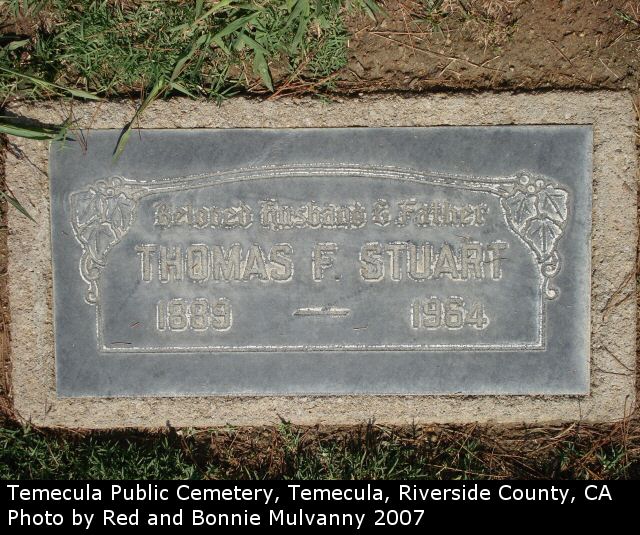 Beloved Husband & Father
THOMAS F. STUART
1889 — 1964
Temecula Public Cemetery, Temecula, Riverside County, CA
Photo by Red and Bonnie Mulvanny 2007